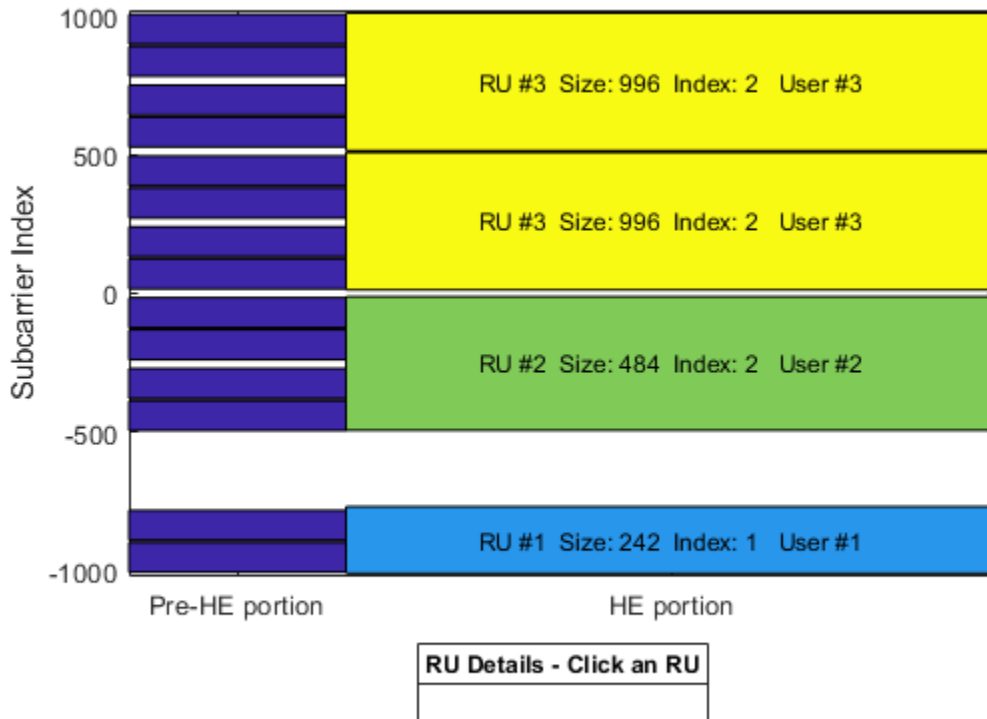 1000
RU #3 Size: 996 Index: 2 User #3
500
RU #3 Size: 996 Index: 2 User #3
Subcarrier Index
0
RU #2 Size: 484 Index: 2 User #2
-500
RU #1 Size: 242 Index: 1 User #1
-1000
Pre-HE portion
HE portion
RU Details - Click an RU